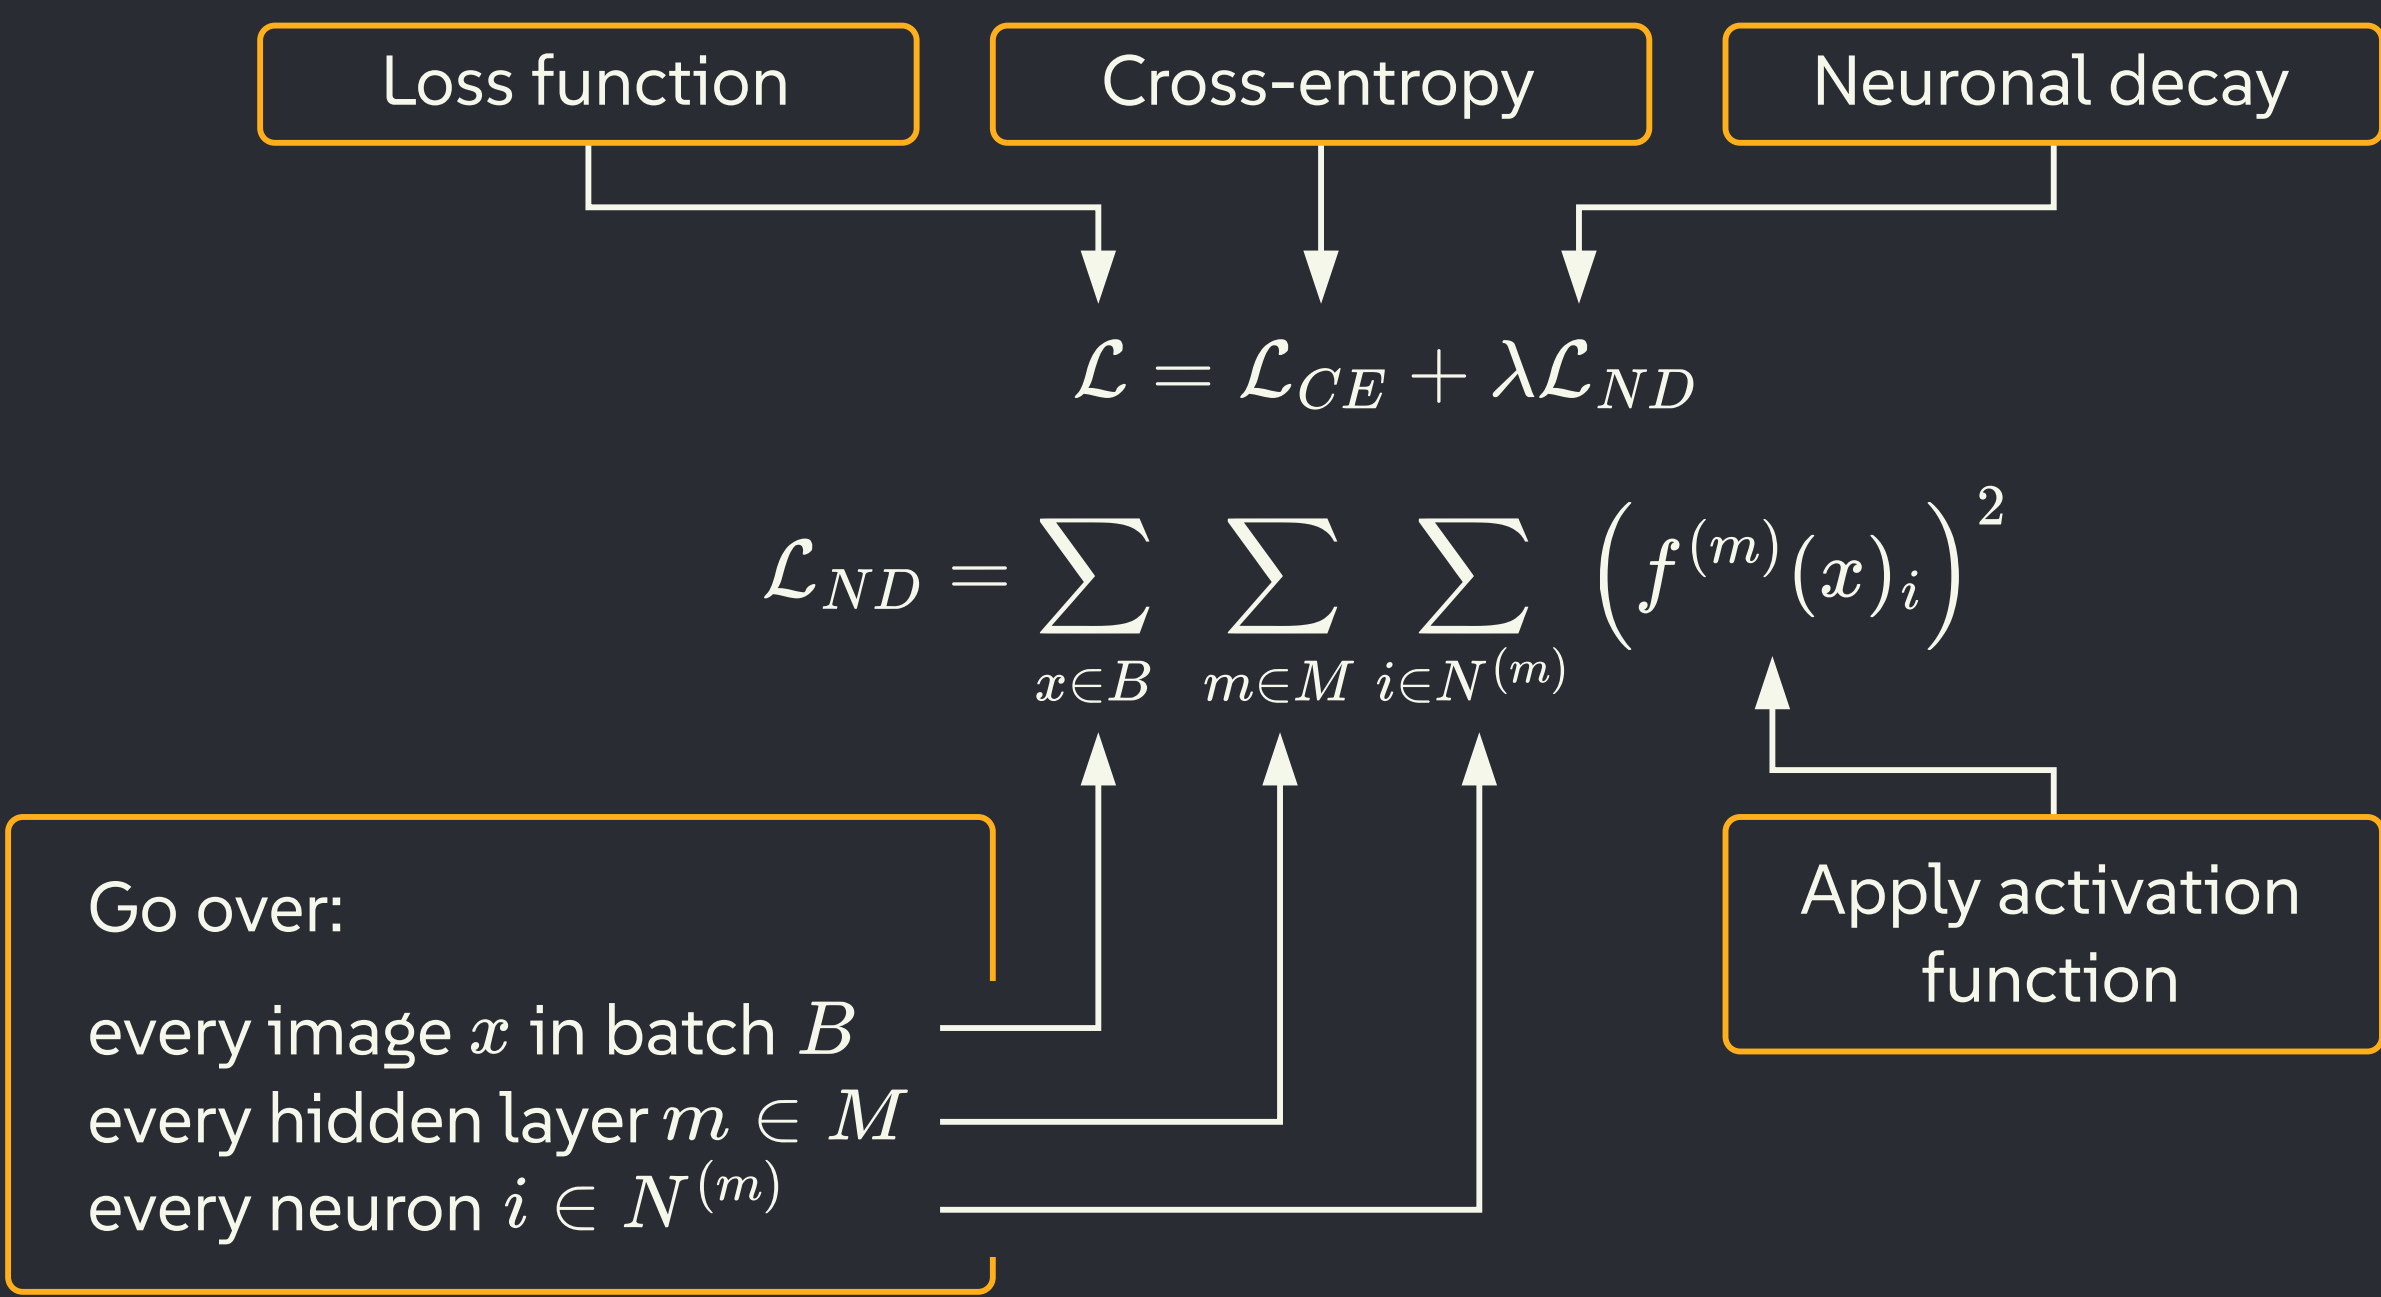 Loss function
Cross-entropy
Neuronal decay
ℒ = ℒ_{CE} + λℒ_{ND}
ℒ_{ND} = ∑_{x∈B} ∑_{m∈M} ∑_{i∈N^{(m)}} (f^{(m)}(x)_i)^2
Go over:
every image x in batch B
every hidden layer m ∈ M
every neuron i ∈ N^{(m)}
Apply activation
function